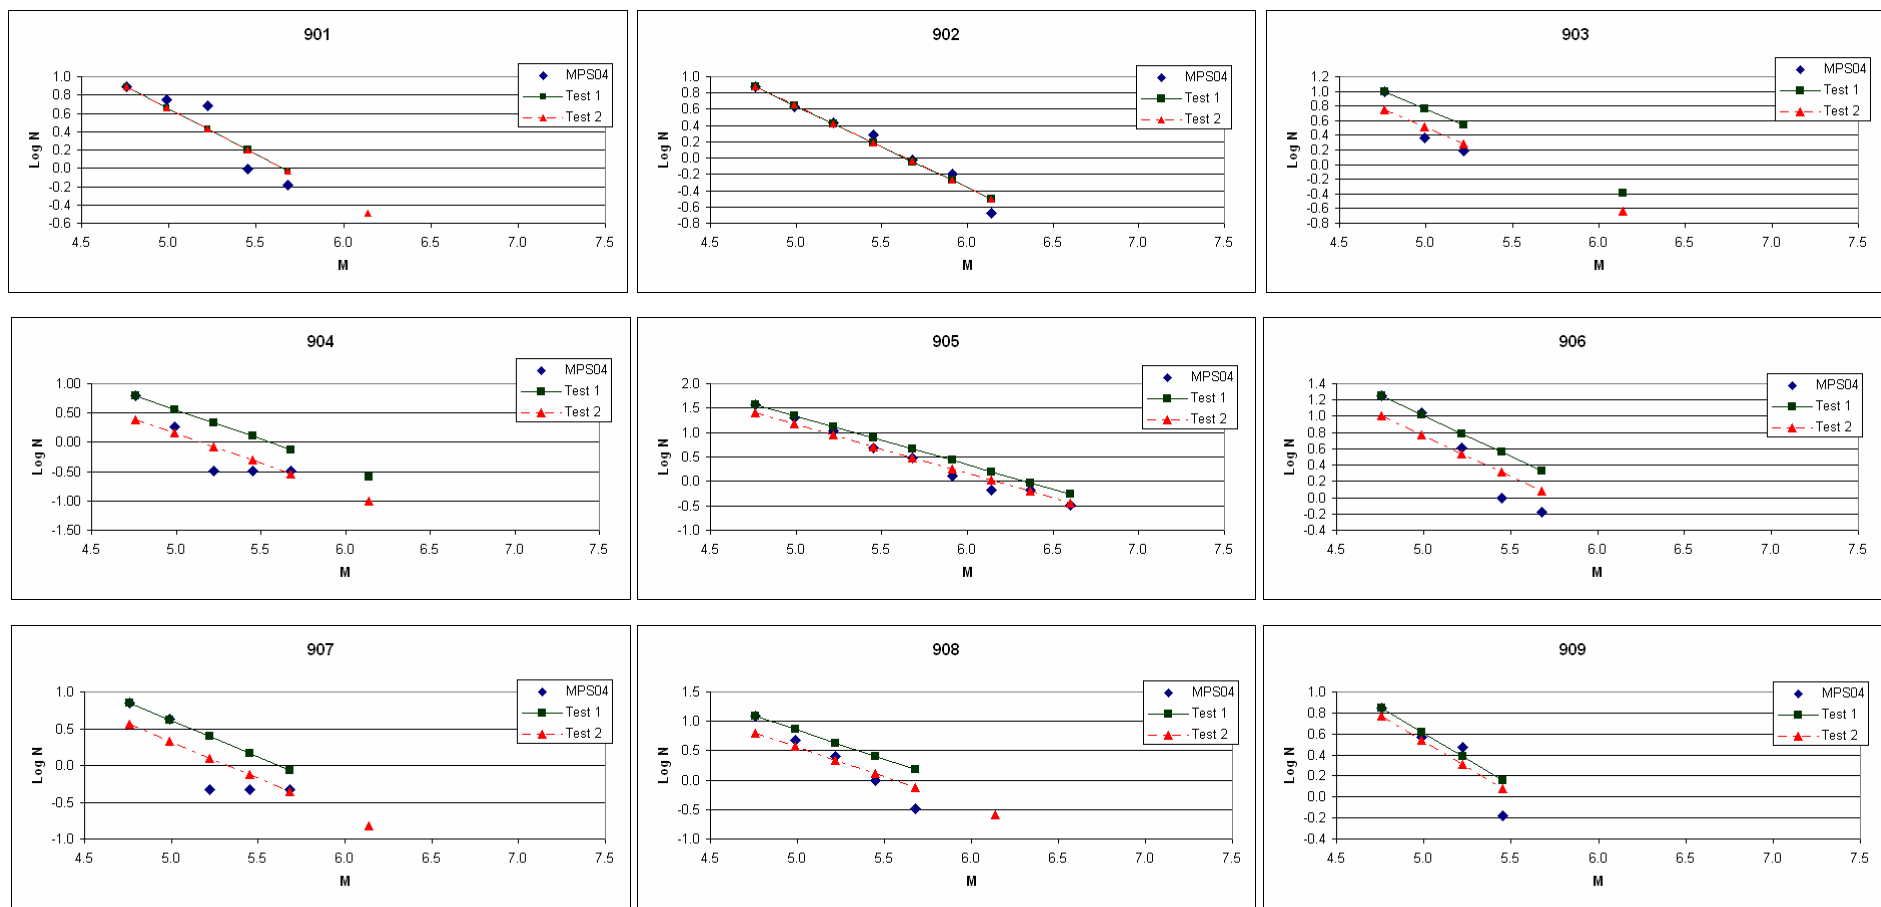 901
MPS04
Test 1
Test 2
Log N
1.0
0.8
0.6
0.4
0.2
0.0
-0.2
-0.4
-0.6
4.5 5.0 5.5 6.0 6.5 7.0 7.5
M
902
MPS04
Test 1
Test 2
Log N
1.0
0.8
0.6
0.4
0.2
0.0
-0.2
-0.4
-0.6
-0.8
4.5 5.0 5.5 6.0 6.5 7.0 7.5
M
903
MPS04
Test 1
Test 2
Log N
1.2
1.0
0.8
0.6
0.4
0.2
0.0
-0.2
-0.4
-0.6
-0.8
4.5 5.0 5.5 6.0 6.5 7.0 7.5
M
904
MPS04
Test 1
Test 2
Log N
1.00
0.50
0.00
-0.50
-1.00
-1.50
4.5 5.0 5.5 6.0 6.5 7.0 7.5
M
905
MPS04
Test 1
Test 2
Log N
2.0
1.5
1.0
0.5
0.0
-0.5
-1.0
4.5 5.0 5.5 6.0 6.5 7.0 7.5
M
906
MPS04
Test 1
Test 2
Log N
1.4
1.2
1.0
0.8
0.6
0.4
0.2
0.0
-0.2
-0.4
4.5 5.0 5.5 6.0 6.5 7.0 7.5
M
907
MPS04
Test 1
Test 2
Log N
1.0
0.5
0.0
-0.5
-1.0
4.5 5.0 5.5 6.0 6.5 7.0 7.5
M
908
MPS04
Test 1
Test 2
Log N
1.5
1.0
0.5
0.0
-0.5
-1.0
4.5 5.0 5.5 6.0 6.5 7.0 7.5
M
909
MPS04
Test 1
Test 2
Log N
1.0
0.8
0.6
0.4
0.2
0.0
-0.2
-0.4
4.5 5.0 5.5 6.0 6.5 7.0 7.5
M